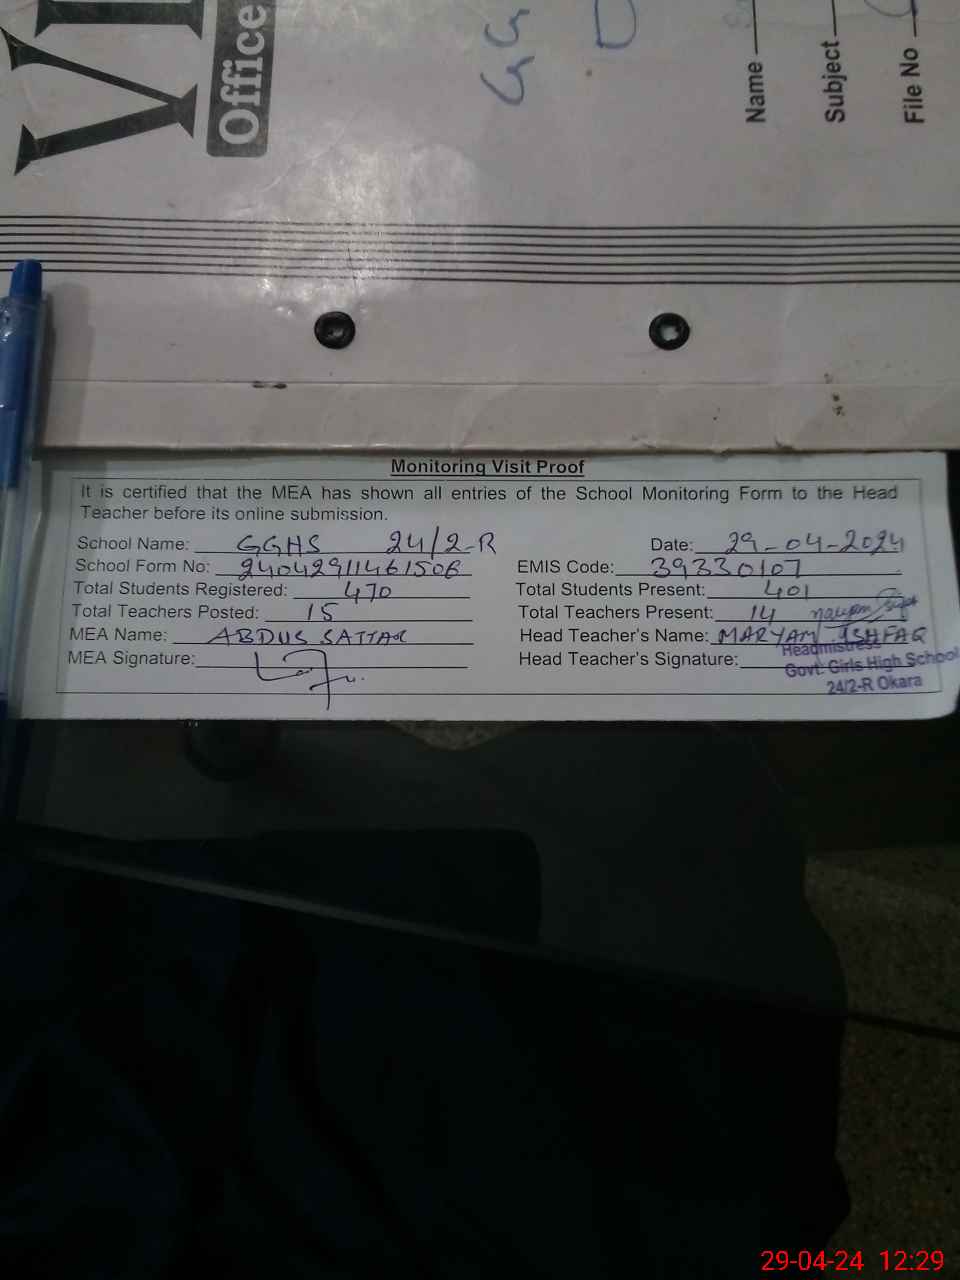 VI
Office
Name
Subject
File No
Monitoring Visit Proof
It is certified that the MEA has shown all entries of the School Monitoring Form to the Head
Teacher before its online submission.
School Name: GGHS 24/2-R Date: 29-04-2024
School Form No: 24042911461506 EMIS Code: 39330107
Total Students Registered: 470 Total Students Present: 401
Total Teachers Posted: 15 Total Teachers Present: 14
MEA Name: ABDUS SATTAR Head Teacher's Name: MARYAM ISHFAQ
MEA Signature: Head Teacher's Signature:
Headmistress
Govt: Girls High School
24/2-R Okara
29-04-24 12:29